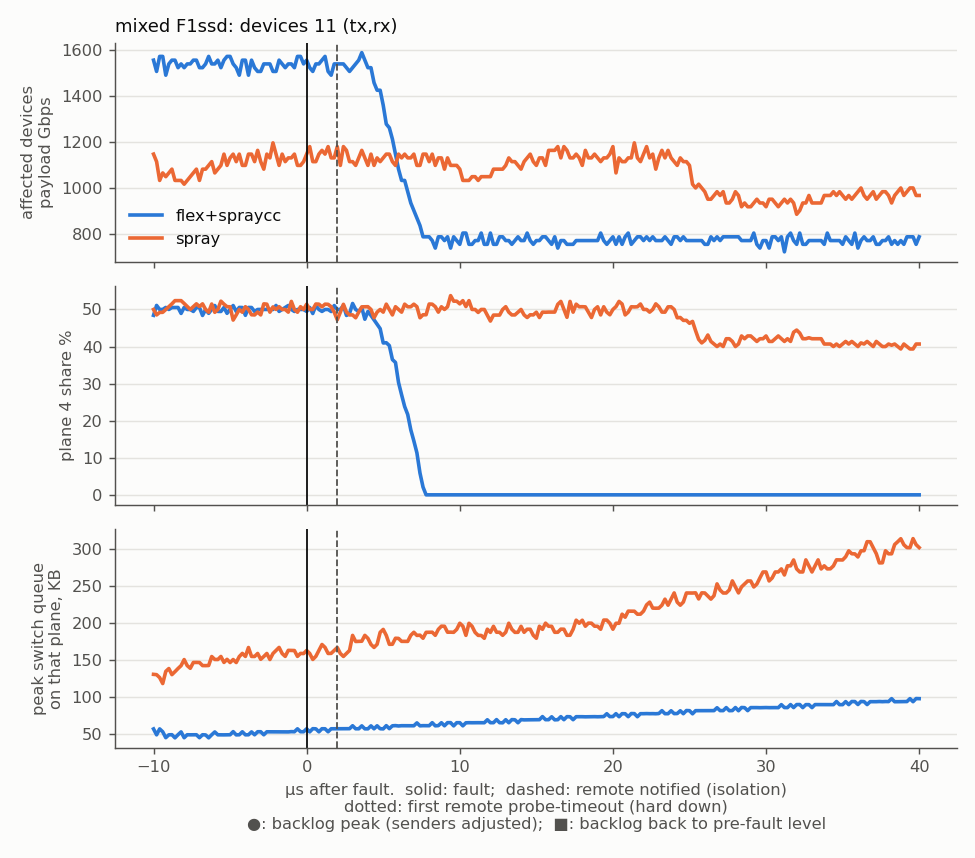 mixed F1ssd: devices 11 (tx,rx)
affected devices
payload Gbps
1600
1400
1200
1000
800
flex+spraycc
spray
plane 4 share %
50
40
30
20
10
0
peak switch queue
on that plane, KB
300
250
200
150
100
50
−10
0
10
20
30
40
µs after fault.  solid: fault;  dashed: remote notified (isolation)
dotted: first remote probe-timeout (hard down)
●: backlog peak (senders adjusted);  ■: backlog back to pre-fault level